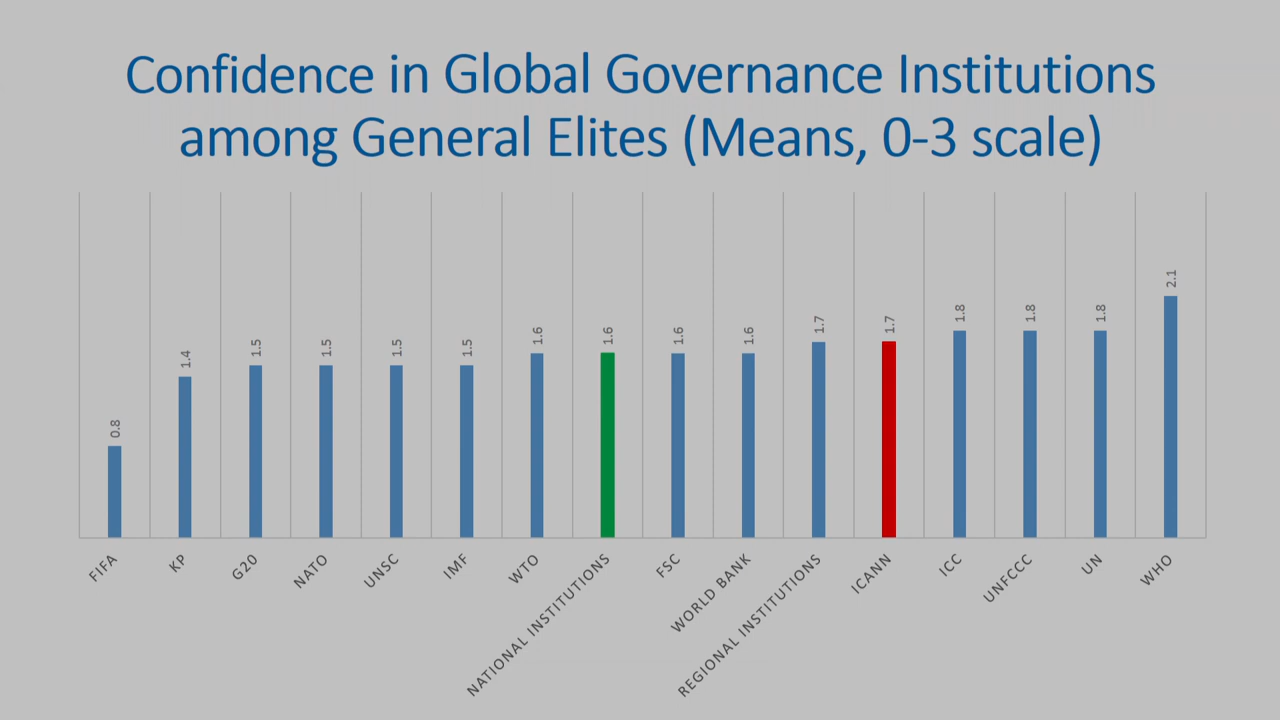 Confidence in Global Governance Institutions
among General Elites (Means, 0-3 scale)
0.8
1.4
1.5
1.5
1.5
1.5
1.6
1.6
1.6
1.6
1.7
1.7
1.8
1.8
1.8
2.1
FIFA
KP
G20
NATO
UNSC
IMF
WTO
NATIONAL INSTITUTIONS
FSC
WORLD BANK
REGIONAL INSTITUTIONS
ICANN
ICC
UNFCCC
UN
WHO